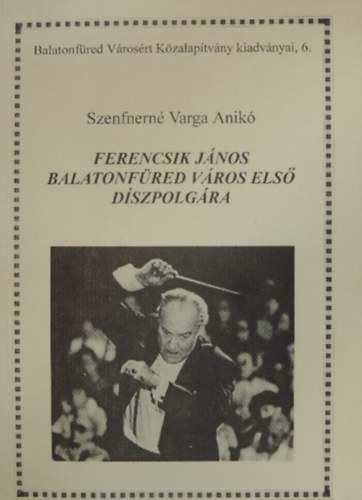 Balatonfüred Városért Közalapítvány kiadványai, 6.
Szenfnerné Varga Anikó
FERENCSIK JÁNOS
BALATONFÜRED VÁROS ELSŐ
DÍSZPOLGÁRA